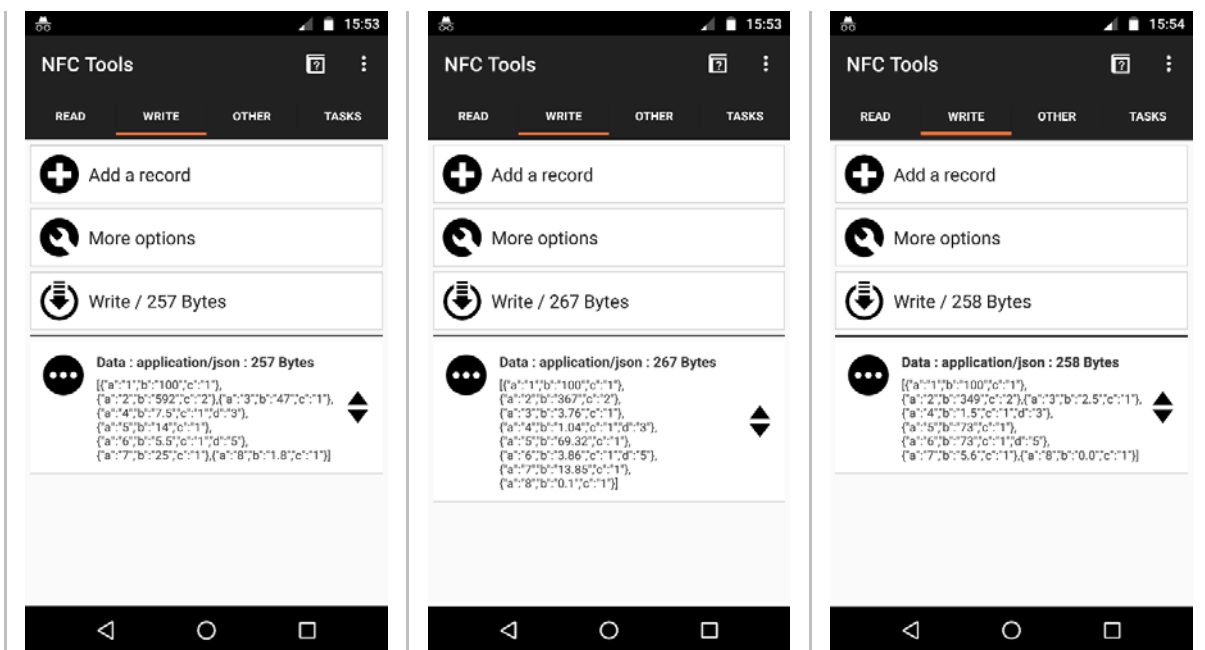 15:53
NFC Tools
READ WRITE OTHER TASKS
Add a record
More options
Write / 257 Bytes
Data : application/json : 257 Bytes
[{"a":"1","b":"100","c":"1"},
{"a":"2","b":"592","c":"2"},{"a":"3","b":"47","c":"1"},
{"a":"4","b":"7.5","c":"1","d":"3"},
{"a":"5","b":"14","c":"1"},
{"a":"6","b":"5.5","c":"1","d":"5"},
{"a":"7","b":"25","c":"1"},{"a":"8","b":"1.8","c":"1"}]
15:53
NFC Tools
READ WRITE OTHER TASKS
Add a record
More options
Write / 267 Bytes
Data : application/json : 267 Bytes
[{"a":"1","b":"100","c":"1"},
{"a":"2","b":"367","c":"2"},
{"a":"3","b":"3.76","c":"1"},
{"a":"4","b":"1.04","c":"1","d":"3"},
{"a":"5","b":"69.32","c":"1"},
{"a":"6","b":"3.86","c":"1","d":"5"},
{"a":"7","b":"13.85","c":"1"},
{"a":"8","b":"0.1","c":"1"}]
15:54
NFC Tools
READ WRITE OTHER TASKS
Add a record
More options
Write / 258 Bytes
Data : application/json : 258 Bytes
[{"a":"1","b":"100","c":"1"},
{"a":"2","b":"349","c":"2"},{"a":"3","b":"2.5","c":"1"},
{"a":"4","b":"1.5","c":"1","d":"3"},
{"a":"5","b":"73","c":"1"},
{"a":"6","b":"73","c":"1","d":"5"},
{"a":"7","b":"5.6","c":"1"},{"a":"8","b":"0.0","c":"1"}]